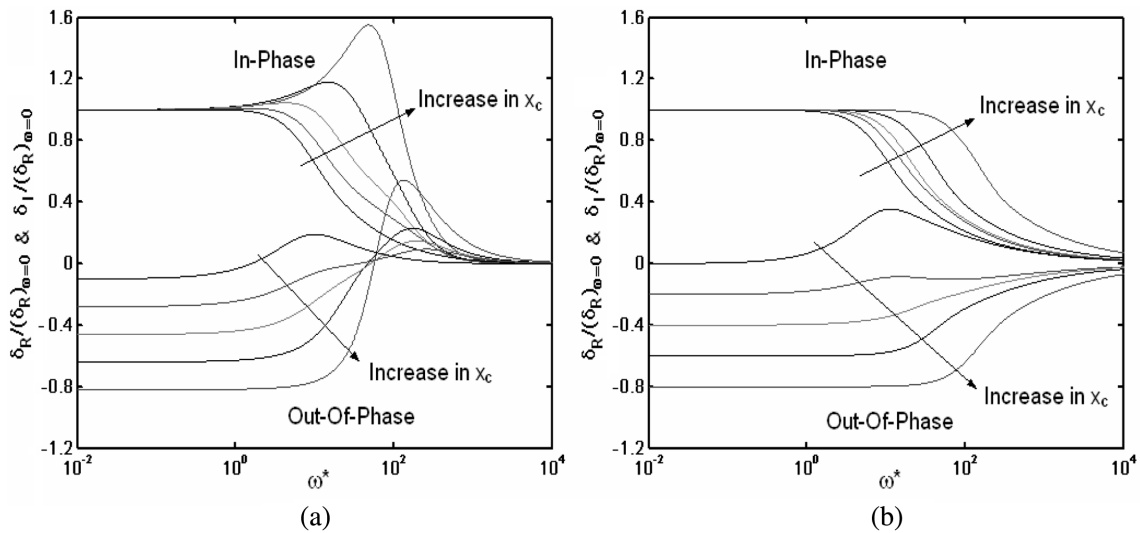 1.6
1.2
0.8
0.4
0
-0.4
-0.8
-1.2
δ_R/(δ_R)_ω=0 & δ_I/(δ_R)_ω=0
In-Phase
Increase in χ_c
Increase in χ_c
Out-Of-Phase
10^-2
10^0
10^2
10^4
ω*
(a)
1.6
1.2
0.8
0.4
0
-0.4
-0.8
-1.2
δ_R/(δ_R)_ω=0 & δ_I/(δ_R)_ω=0
In-Phase
Increase in χ_c
Increase in χ_c
Out-Of-Phase
10^-2
10^0
10^2
10^4
ω*
(b)